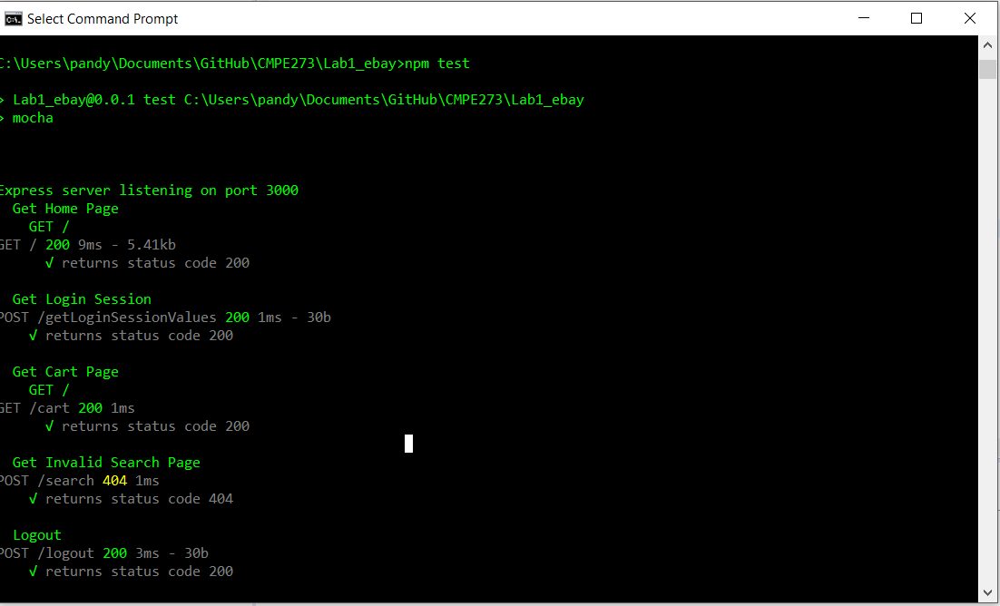 Select Command Prompt
C:\Users\pandy\Documents\GitHub\CMPE273\Lab1_ebay>npm test
> Lab1_ebay@0.0.1 test C:\Users\pandy\Documents\GitHub\CMPE273\Lab1_ebay
> mocha
Express server listening on port 3000
Get Home Page
GET /
GET / 200 9ms - 5.41kb
√ returns status code 200
Get Login Session
POST /getLoginSessionValues 200 1ms - 30b
√ returns status code 200
Get Cart Page
GET /
GET /cart 200 1ms
√ returns status code 200
Get Invalid Search Page
POST /search 404 1ms
√ returns status code 404
Logout
POST /logout 200 3ms - 30b
√ returns status code 200